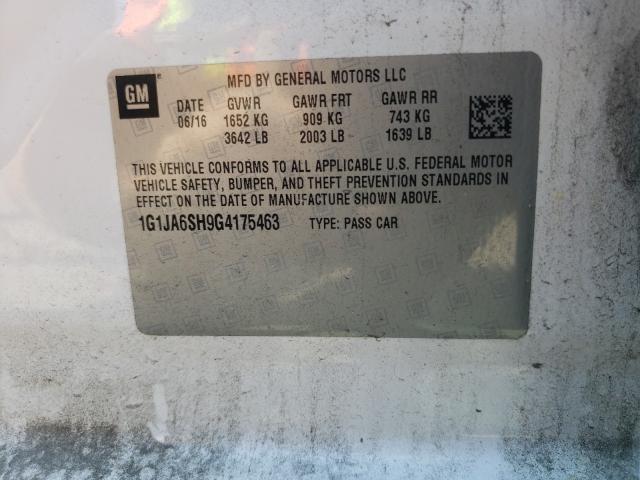 GM
MFD BY GENERAL MOTORS LLC
DATE GVWR GAWR FRT GAWR RR
06/16 1652 KG 909 KG 743 KG
3642 LB 2003 LB 1639 LB
THIS VEHICLE CONFORMS TO ALL APPLICABLE U.S. FEDERAL MOTOR
VEHICLE SAFETY, BUMPER, AND THEFT PREVENTION STANDARDS IN
EFFECT ON THE DATE OF MANUFACTURE SHOWN ABOVE.
1G1JA6SH9G4175463 TYPE: PASS CAR